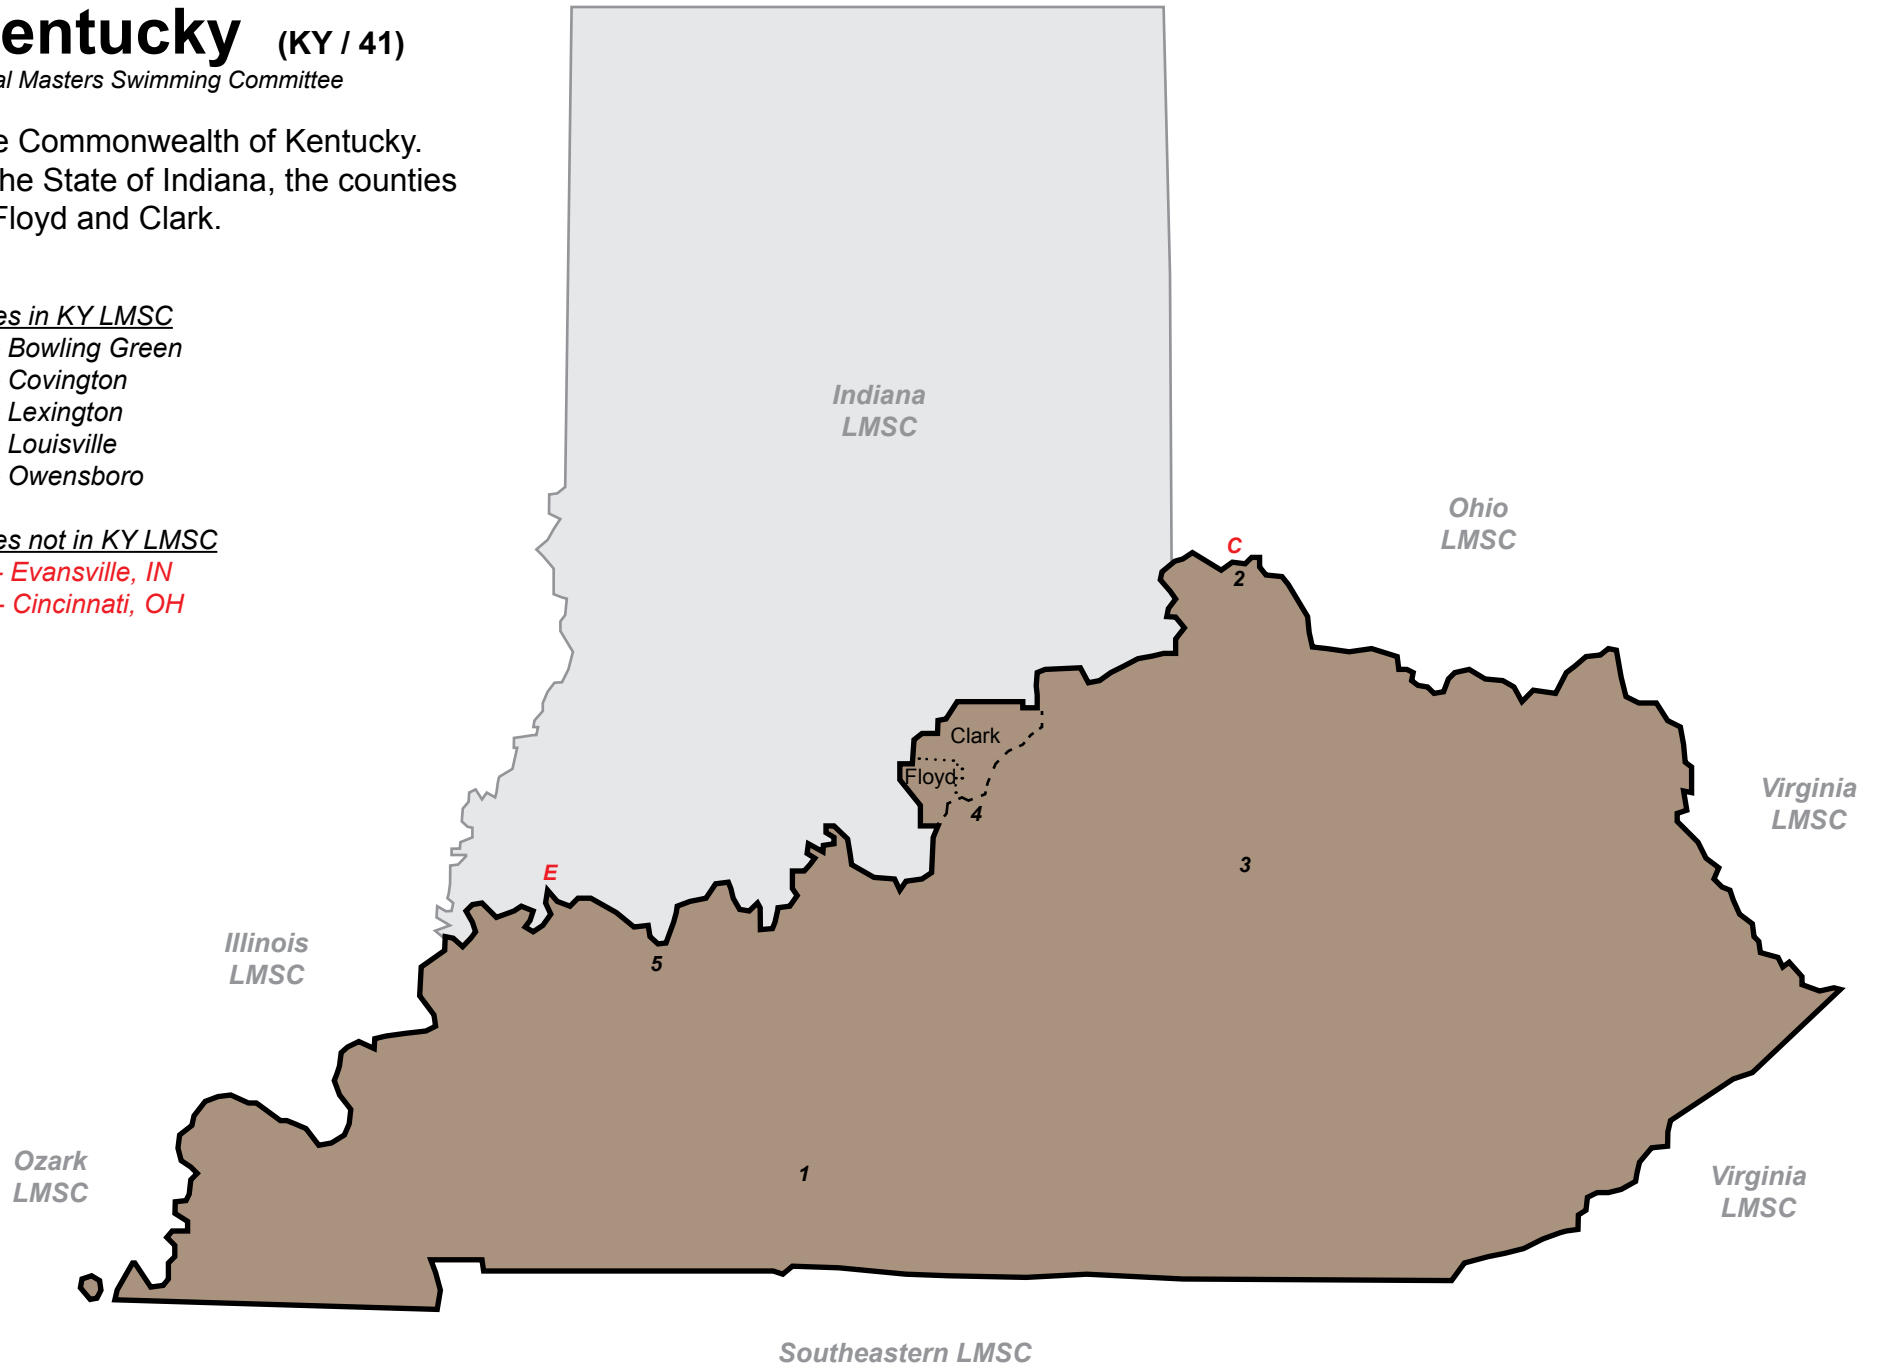 entucky (KY / 41)
al Masters Swimming Committee
e Commonwealth of Kentucky.
he State of Indiana, the counties
Floyd and Clark.
es in KY LMSC
Bowling Green
Covington
Lexington
Louisville
Owensboro
es not in KY LMSC
- Evansville, IN
- Cincinnati, OH
Indiana
LMSC
Ohio
LMSC
C
2
Clark
Floyd
4
Virginia
LMSC
3
E
5
Illinois
LMSC
Ozark
LMSC
1
Virginia
LMSC
Southeastern LMSC